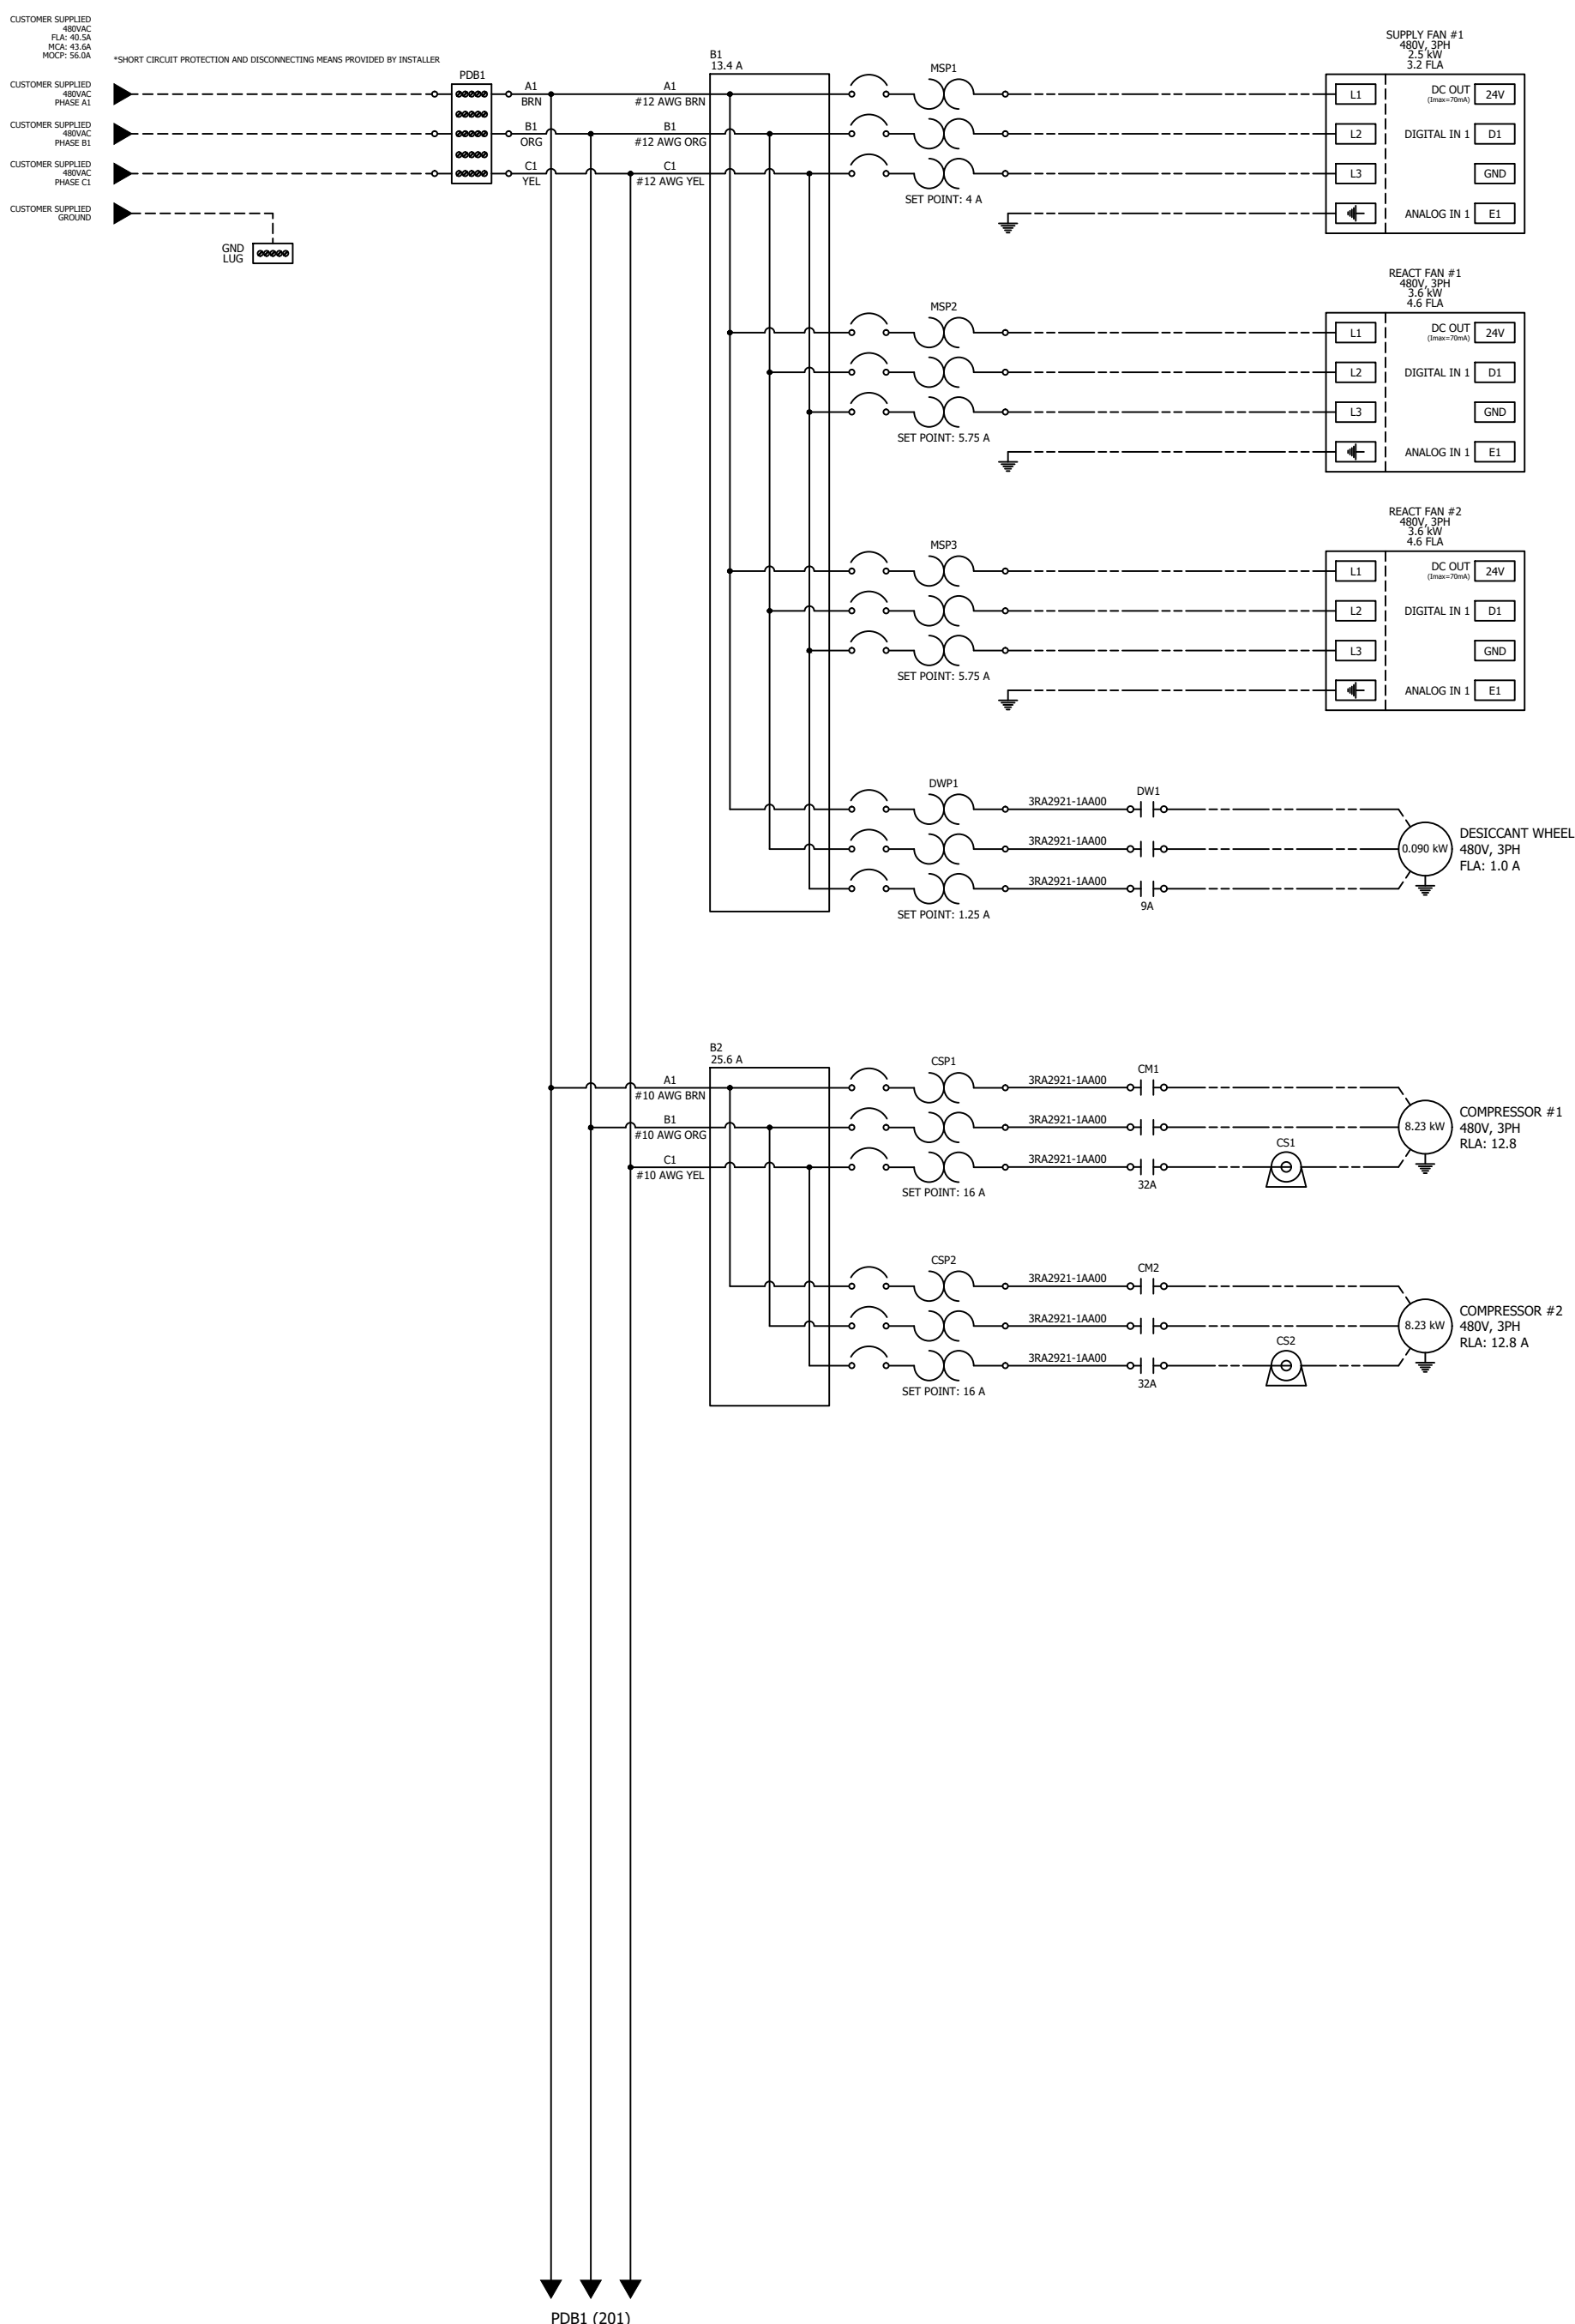 CUSTOMER SUPPLIED
480VAC
FLA: 40.5A
MCA: 43.6A
MOCP: 56.0A
*SHORT CIRCUIT PROTECTION AND DISCONNECTING MEANS PROVIDED BY INSTALLER
CUSTOMER SUPPLIED
480VAC
PHASE A1
CUSTOMER SUPPLIED
480VAC
PHASE B1
CUSTOMER SUPPLIED
480VAC
PHASE C1
CUSTOMER SUPPLIED
GROUND
GND
LUG
PDB1
A1
BRN
B1
ORG
C1
YEL
A1
#12 AWG BRN
B1
#12 AWG ORG
C1
#12 AWG YEL
B1
13.4 A
MSP1
SET POINT: 4 A
SUPPLY FAN #1
480V, 3PH
2.5 kW
3.2 FLA
L1
DC OUT
(Imax=70mA)
24V
L2
DIGITAL IN 1
D1
L3
GND
ANALOG IN 1
E1
MSP2
SET POINT: 5.75 A
REACT FAN #1
480V, 3PH
3.6 kW
4.6 FLA
L1
DC OUT
(Imax=70mA)
24V
L2
DIGITAL IN 1
D1
L3
GND
ANALOG IN 1
E1
MSP3
SET POINT: 5.75 A
REACT FAN #2
480V, 3PH
3.6 kW
4.6 FLA
L1
DC OUT
(Imax=70mA)
24V
L2
DIGITAL IN 1
D1
L3
GND
ANALOG IN 1
E1
DWP1
SET POINT: 1.25 A
3RA2921-1AA00
3RA2921-1AA00
3RA2921-1AA00
DW1
9A
0.090 kW
DESICCANT WHEEL
480V, 3PH
FLA: 1.0 A
B2
25.6 A
A1
#10 AWG BRN
B1
#10 AWG ORG
C1
#10 AWG YEL
CSP1
SET POINT: 16 A
3RA2921-1AA00
3RA2921-1AA00
3RA2921-1AA00
CM1
32A
CS1
8.23 kW
COMPRESSOR #1
480V, 3PH
RLA: 12.8
CSP2
SET POINT: 16 A
3RA2921-1AA00
3RA2921-1AA00
3RA2921-1AA00
CM2
32A
CS2
8.23 kW
COMPRESSOR #2
480V, 3PH
RLA: 12.8 A
PDB1 (201)